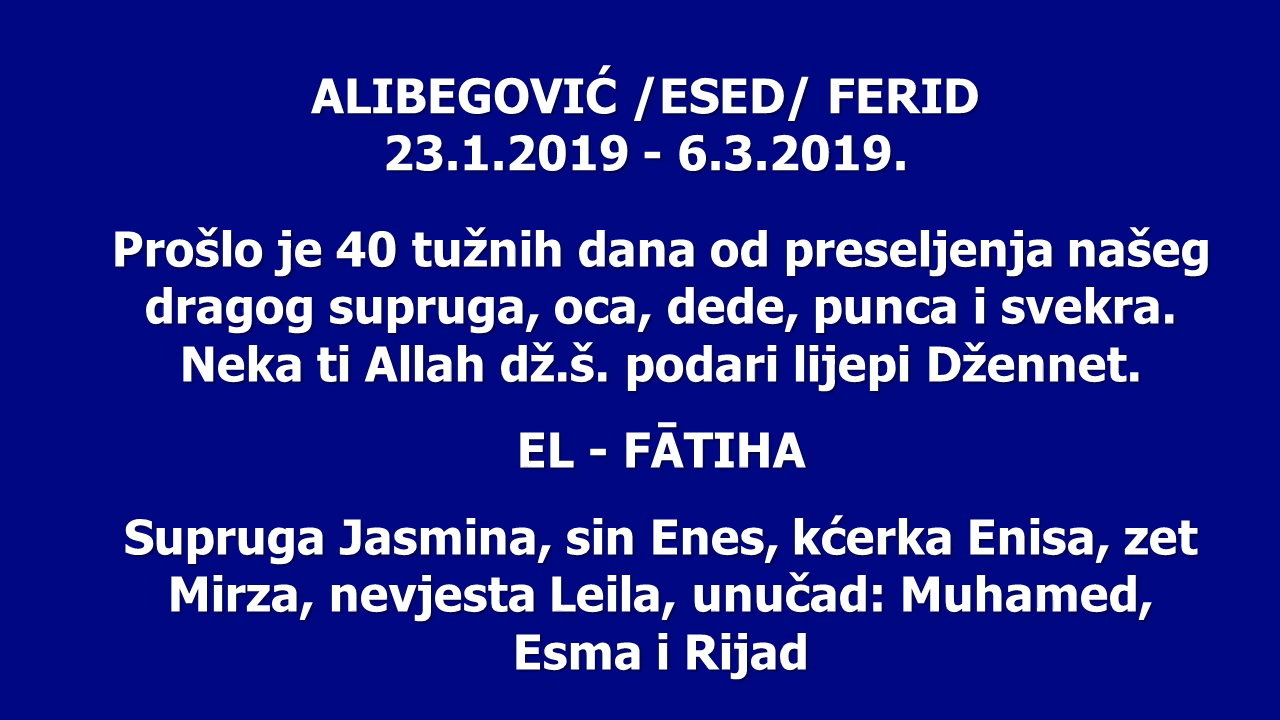 ALIBEGOVIĆ /ESED/ FERID
23.1.2019 - 6.3.2019.
Prošlo je 40 tužnih dana od preseljenja našeg
dragog supruga, oca, dede, punca i svekra.
Neka ti Allah dž.š. podari lijepi Džennet.
EL - FĀTIHA
Supruga Jasmina, sin Enes, kćerka Enisa, zet
Mirza, nevjesta Leila, unučad: Muhamed,
Esma i Rijad